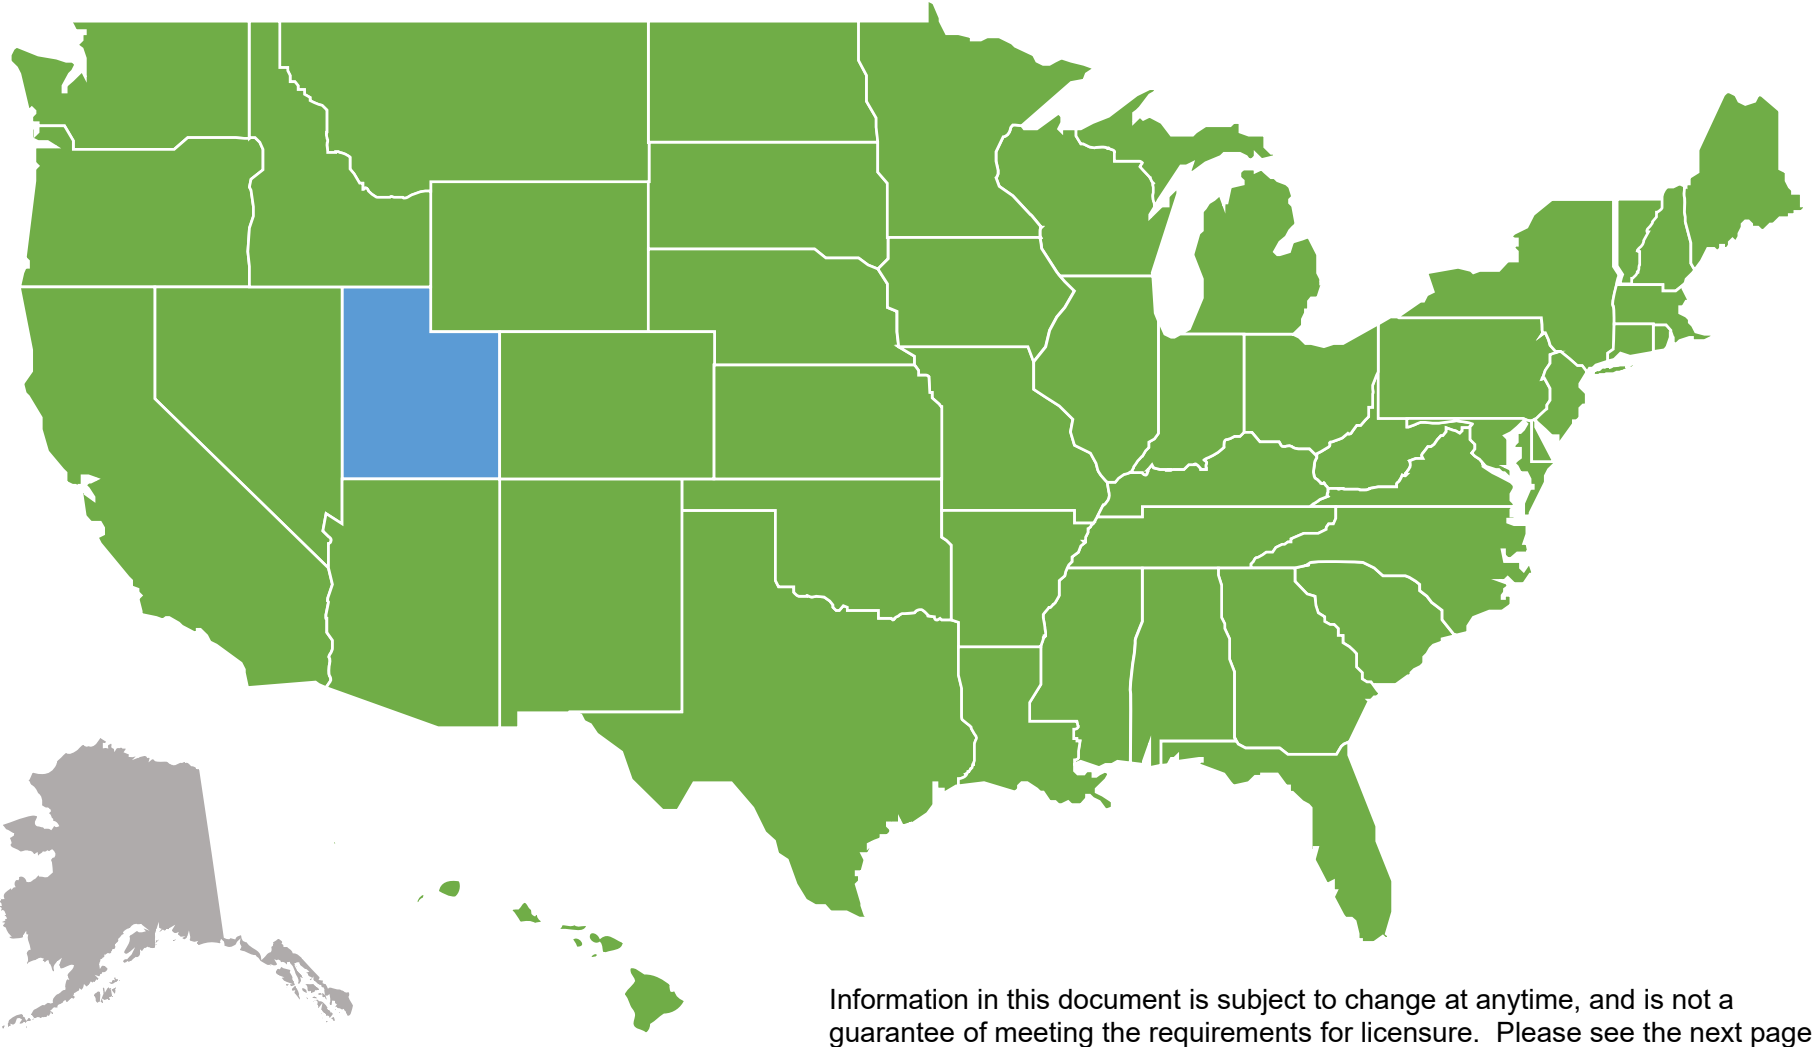 Information in this document is subject to change at anytime, and is not a
guarantee of meeting the requirements for licensure.  Please see the next page